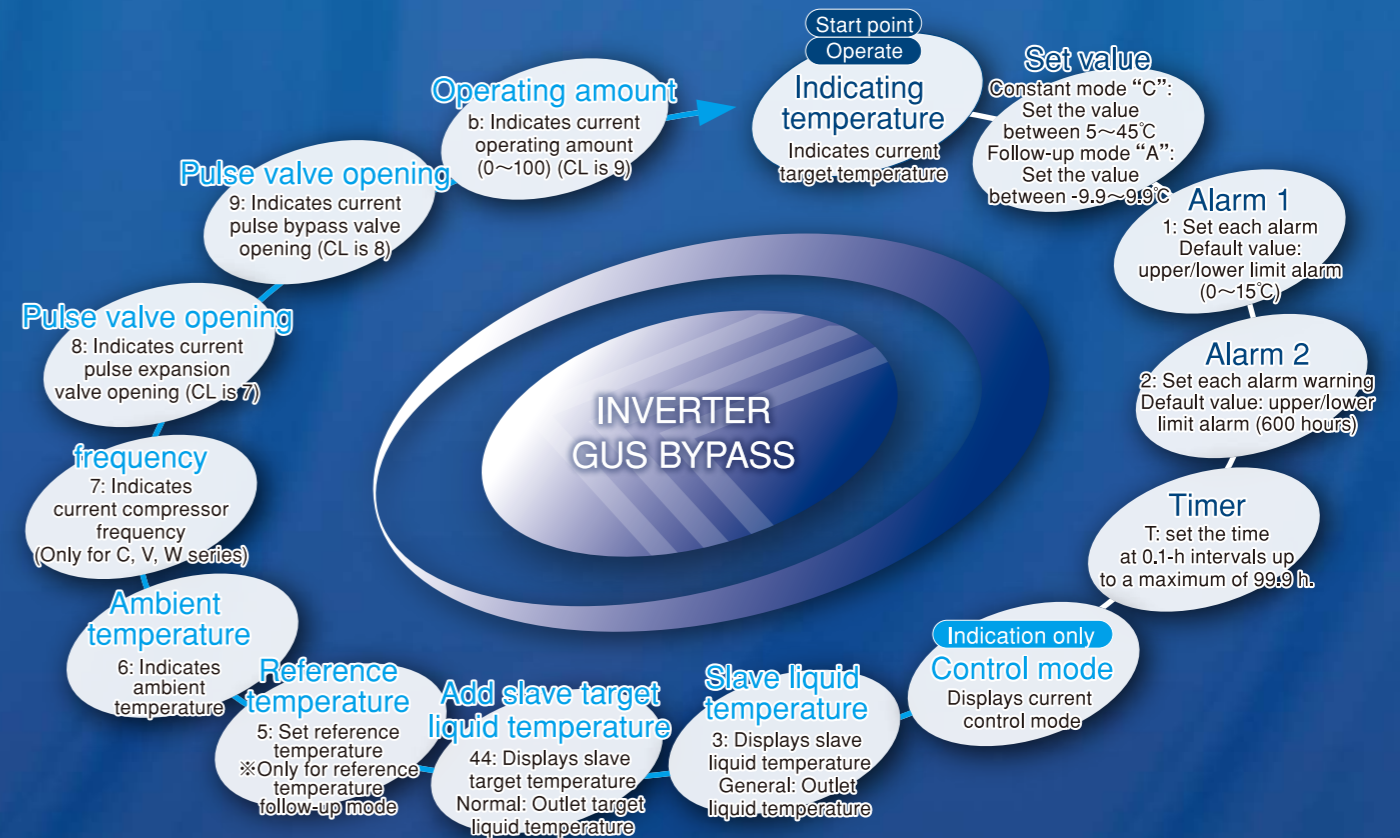 Start point
Operate
Indicating
temperature
Indicates current
target temperature
Set value
Constant mode “C”:
Set the value
between 5～45℃
Follow-up mode “A”:
Set the value
between -9.9～9.9℃
Alarm 1
1: Set each alarm
Default value:
upper/lower limit alarm
(0～15℃)
Alarm 2
2: Set each alarm warning
Default value: upper/lower
limit alarm (600 hours)
Timer
T: set the time
at 0.1-h intervals up
to a maximum of 99.9 h.
Indication only
Control mode
Displays current
control mode
Slave liquid
temperature
3: Displays slave
liquid temperature
General: Outlet
liquid temperature
Add slave target
liquid temperature
44: Displays slave
target temperature
Normal: Outlet target
liquid temperature
Reference
temperature
5: Set reference
temperature
※Only for reference
temperature
follow-up mode
Ambient
temperature
6: Indicates
ambient
temperature
frequency
7: Indicates
current compressor
frequency
(Only for C, V, W series)
Pulse valve opening
8: Indicates current
pulse expansion
valve opening (CL is 7)
Pulse valve opening
9: Indicates current
pulse bypass valve
opening (CL is 8)
Operating amount
b: Indicates current
operating amount
(0～100) (CL is 9)
INVERTER
GUS BYPASS